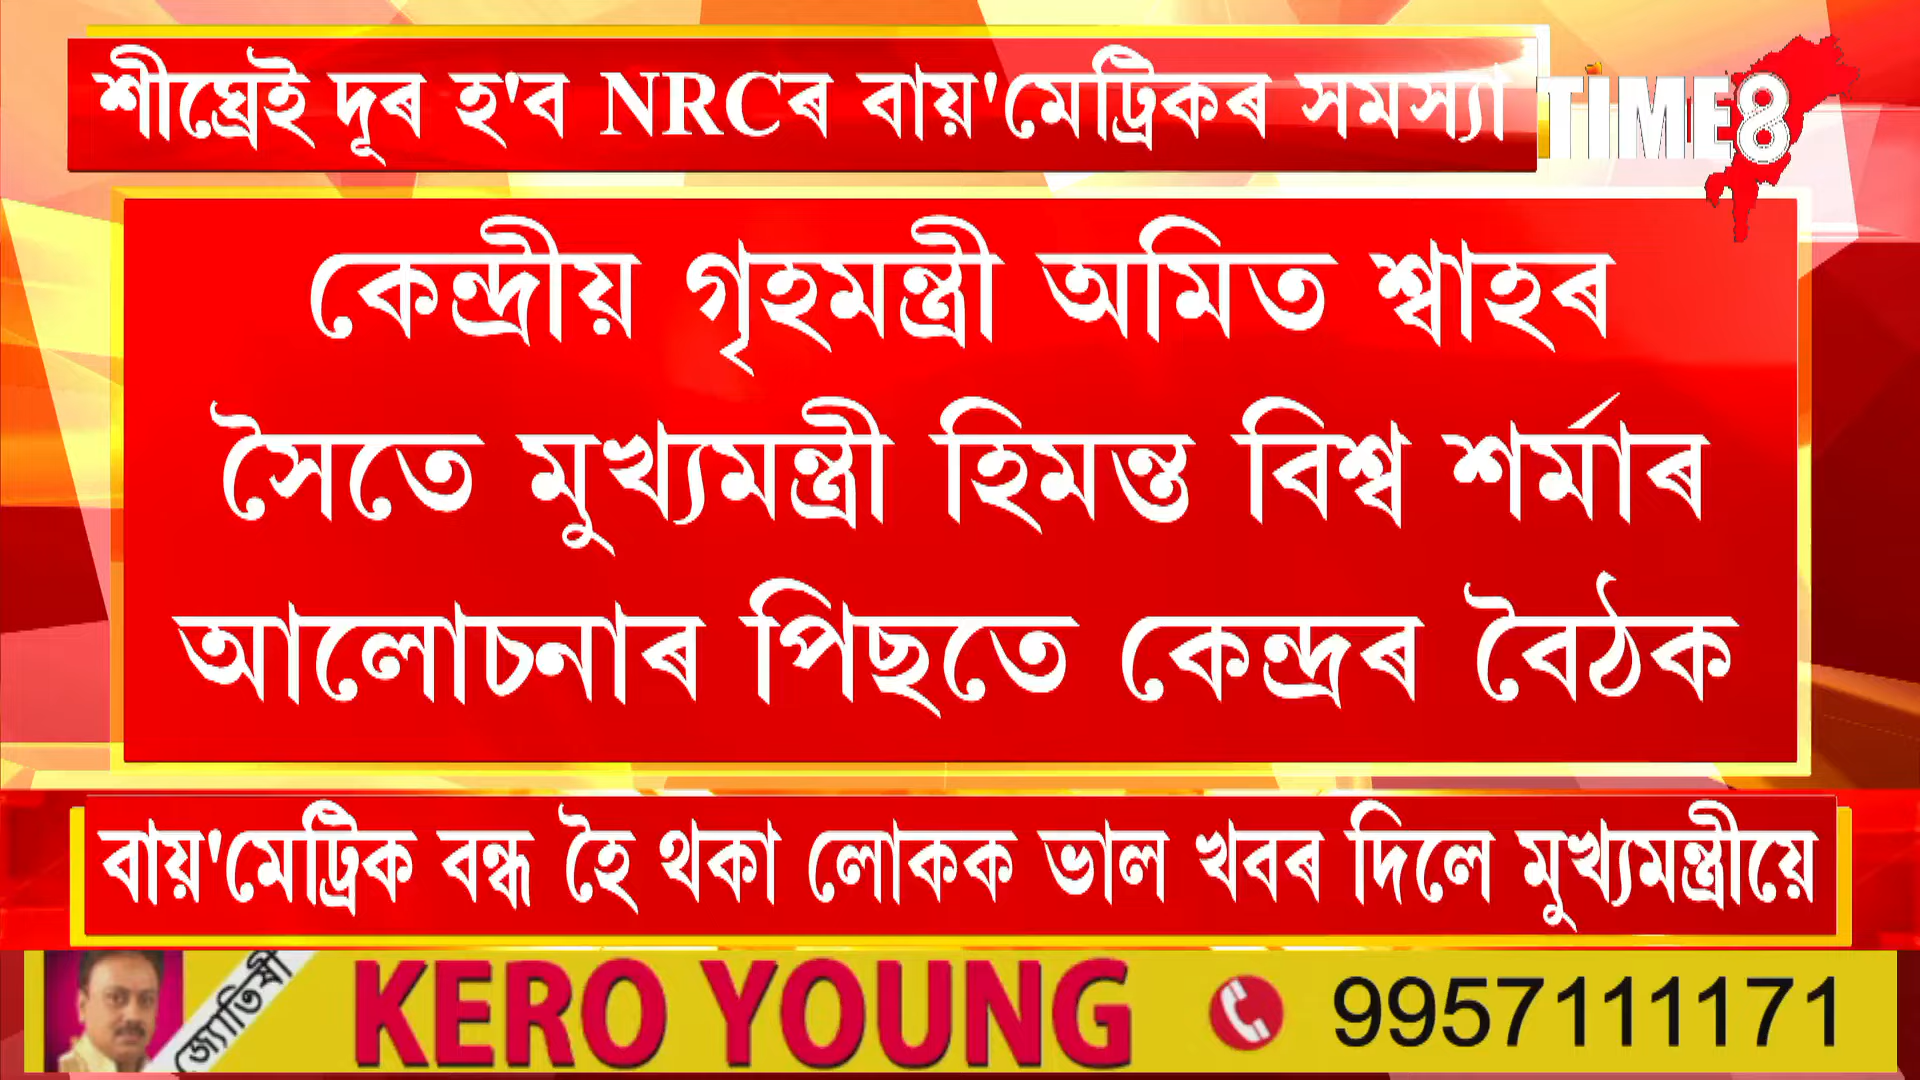 শীঘ্ৰেই দূৰ হ'ব NRCৰ বায়'মেট্ৰিকৰ সমস্যা
TIME8
কেন্দ্ৰীয় গৃহমন্ত্ৰী অমিত শ্বাহৰ
সৈতে মুখ্যমন্ত্ৰী হিমন্ত বিশ্ব শৰ্মাৰ
আলোচনাৰ পিছতে কেন্দ্ৰৰ বৈঠক
বায়'মেট্ৰিক বন্ধ হৈ থকা লোকক ভাল খবৰ দিলে মুখ্যমন্ত্ৰীয়ে
জ্যোতিষী KERO YOUNG 9957111171